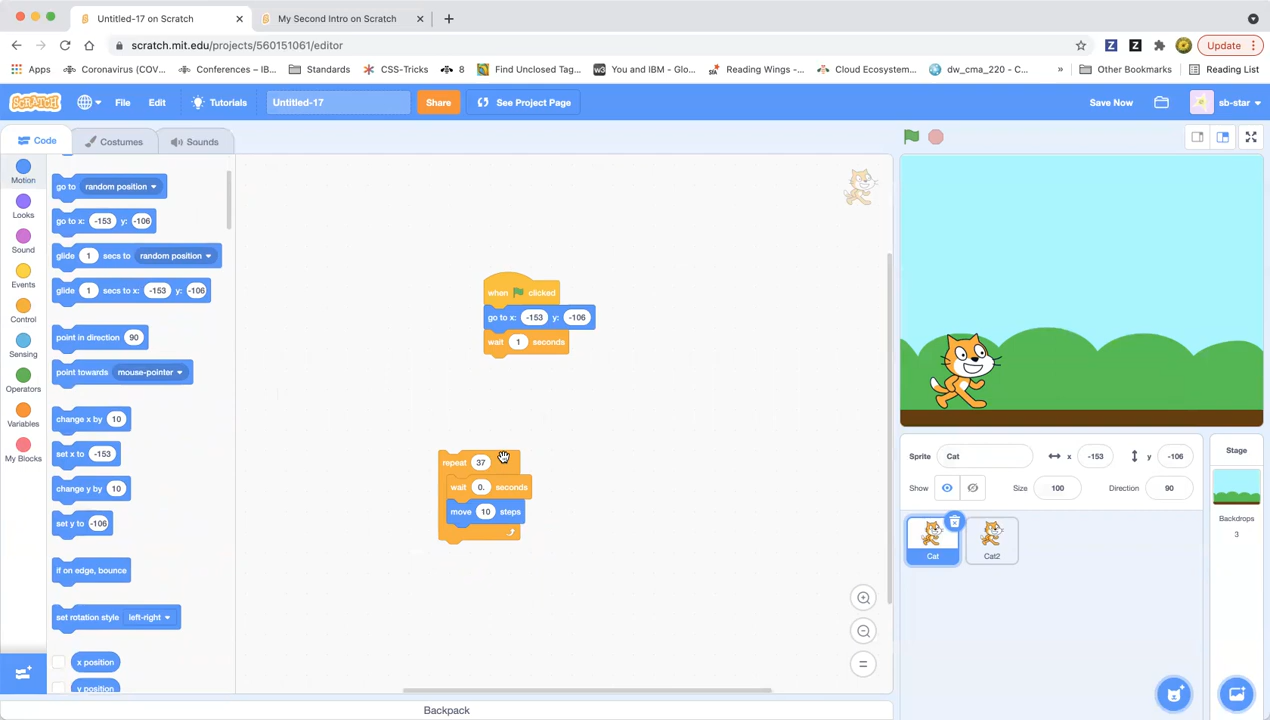 Untitled-17 on Scratch
My Second Intro on Scratch
scratch.mit.edu/projects/560151061/editor
Update
Apps
Coronavirus (COV...
Conferences – IB...
Standards
CSS-Tricks
8
Find Unclosed Tag...
You and IBM - Glo...
Reading Wings -...
Cloud Ecosystem...
dw_cma_220 - C...
»
Other Bookmarks
Reading List
SCRATCH
File
Edit
Tutorials
Untitled-17
Share
See Project Page
Save Now
sb-star
Code
Costumes
Sounds
Motion
Looks
Sound
Events
Control
Sensing
Operators
Variables
My Blocks
go to random position
go to x: -153 y: -106
glide 1 secs to random position
glide 1 secs to x: -153 y: -106
point in direction 90
point towards mouse-pointer
change x by 10
set x to -153
change y by 10
set y to -106
if on edge, bounce
set rotation style left-right
x position
y position
when clicked
go to x: -153 y: -106
wait 1 seconds
repeat 37
wait 0. seconds
move 10 steps
Backpack
Sprite Cat x -153 y -106
Show Size 100 Direction 90
Cat
Cat2
Stage
Backdrops
3